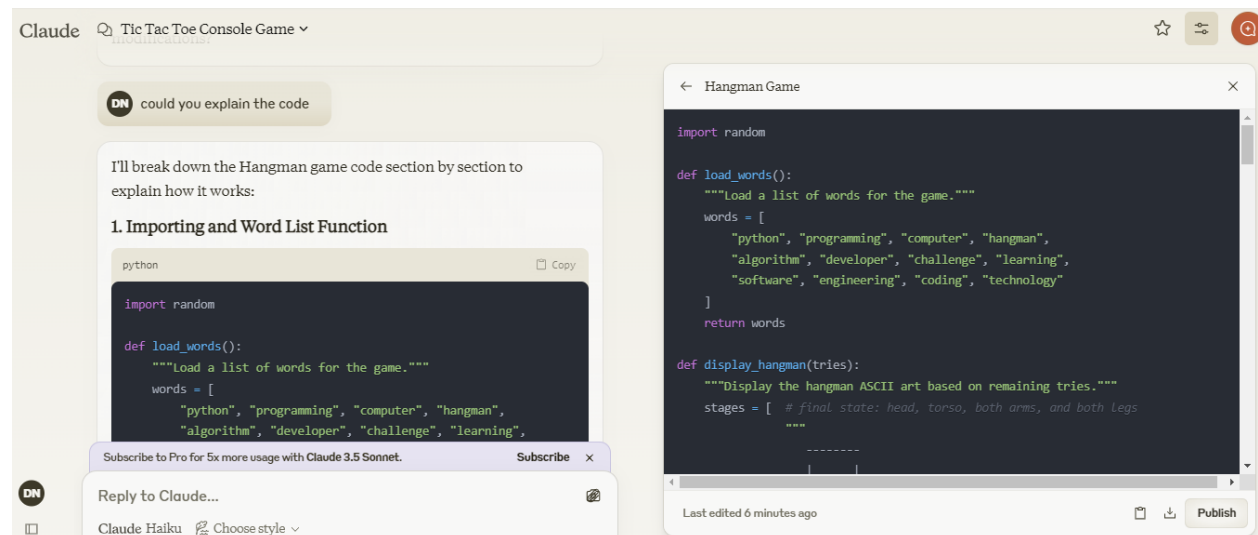 Claude
Tic Tac Toe Console Game
modifications.
DN
could you explain the code
I'll break down the Hangman game code section by section to
explain how it works:
1. Importing and Word List Function
python
Copy
import random
def load_words():
"""Load a list of words for the game."""
words = [
"python", "programming", "computer", "hangman",
"algorithm", "developer", "challenge", "learning",
Subscribe to Pro for 5x more usage with Claude 3.5 Sonnet.
Subscribe
×
DN
Reply to Claude...
Claude Haiku
Choose style
Hangman Game
import random
def load_words():
"""Load a list of words for the game."""
words = [
"python", "programming", "computer", "hangman",
"algorithm", "developer", "challenge", "learning",
"software", "engineering", "coding", "technology"
]
return words
def display_hangman(tries):
"""Display the hangman ASCII art based on remaining tries."""
stages = [ # final state: head, torso, both arms, and both legs
"""
--------
|      |
Last edited 6 minutes ago
Publish